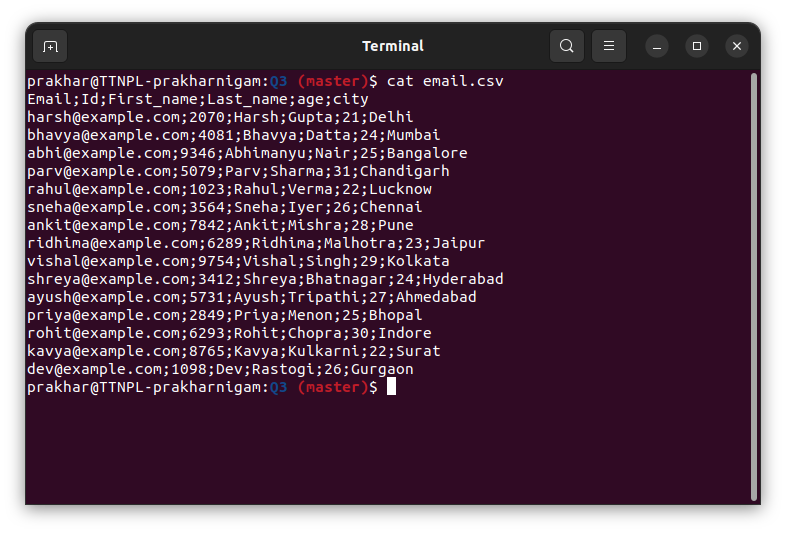 Terminal
prakhar@TTNPL-prakharnigam:Q3 (master)$ cat email.csv
Email;Id;First_name;Last_name;age;city
harsh@example.com;2070;Harsh;Gupta;21;Delhi
bhavya@example.com;4081;Bhavya;Datta;24;Mumbai
abhi@example.com;9346;Abhimanyu;Nair;25;Bangalore
parv@example.com;5079;Parv;Sharma;31;Chandigarh
rahul@example.com;1023;Rahul;Verma;22;Lucknow
sneha@example.com;3564;Sneha;Iyer;26;Chennai
ankit@example.com;7842;Ankit;Mishra;28;Pune
ridhima@example.com;6289;Ridhima;Malhotra;23;Jaipur
vishal@example.com;9754;Vishal;Singh;29;Kolkata
shreya@example.com;3412;Shreya;Bhatnagar;24;Hyderabad
ayush@example.com;5731;Ayush;Tripathi;27;Ahmedabad
priya@example.com;2849;Priya;Menon;25;Bhopal
rohit@example.com;6293;Rohit;Chopra;30;Indore
kavya@example.com;8765;Kavya;Kulkarni;22;Surat
dev@example.com;1098;Dev;Rastogi;26;Gurgaon
prakhar@TTNPL-prakharnigam:Q3 (master)$